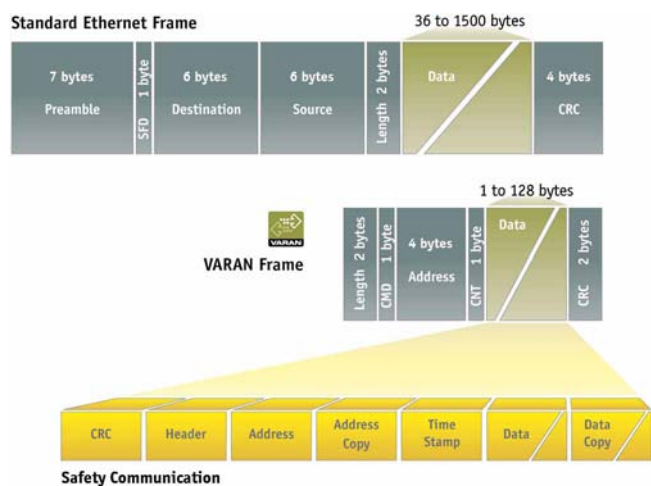 Standard Ethernet Frame
36 to 1500 bytes
7 bytes
Preamble
SFD 1 byte
6 bytes
Destination
6 bytes
Source
Length 2 bytes
Data
4 bytes
CRC
1 to 128 bytes
VARAN
VARAN Frame
Length 2 bytes
CMD 1 byte
4 bytes
Address
CNT 1 byte
Data
CRC 2 bytes
CRC
Header
Address
Address
Copy
Time
Stamp
Data
Data
Copy
Safety Communication